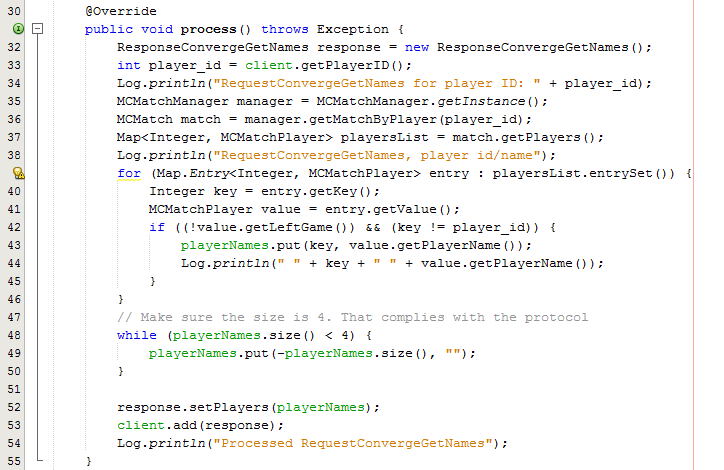 30 @Override
public void process() throws Exception {
32 ResponseConvergeGetNames response = new ResponseConvergeGetNames();
33 int player_id = client.getPlayerID();
34 Log.println("RequestConvergeGetNames for player ID: " + player_id);
35 MCMatchManager manager = MCMatchManager.getInstance();
36 MCMatch match = manager.getMatchByPlayer(player_id);
37 Map<Integer, MCMatchPlayer> playersList = match.getPlayers();
38 Log.println("RequestConvergeGetNames, player id/name");
for (Map.Entry<Integer, MCMatchPlayer> entry : playersList.entrySet()) {
40 Integer key = entry.getKey();
41 MCMatchPlayer value = entry.getValue();
42 if ((!value.getLeftGame()) && (key != player_id)) {
43 playerNames.put(key, value.getPlayerName());
44 Log.println(" " + key + " " + value.getPlayerName());
45 }
46 }
47 // Make sure the size is 4. That complies with the protocol
48 while (playerNames.size() < 4) {
49 playerNames.put(-playerNames.size(), "");
50 }
51
52 response.setPlayers(playerNames);
53 client.add(response);
54 Log.println("Processed RequestConvergeGetNames");
55 }